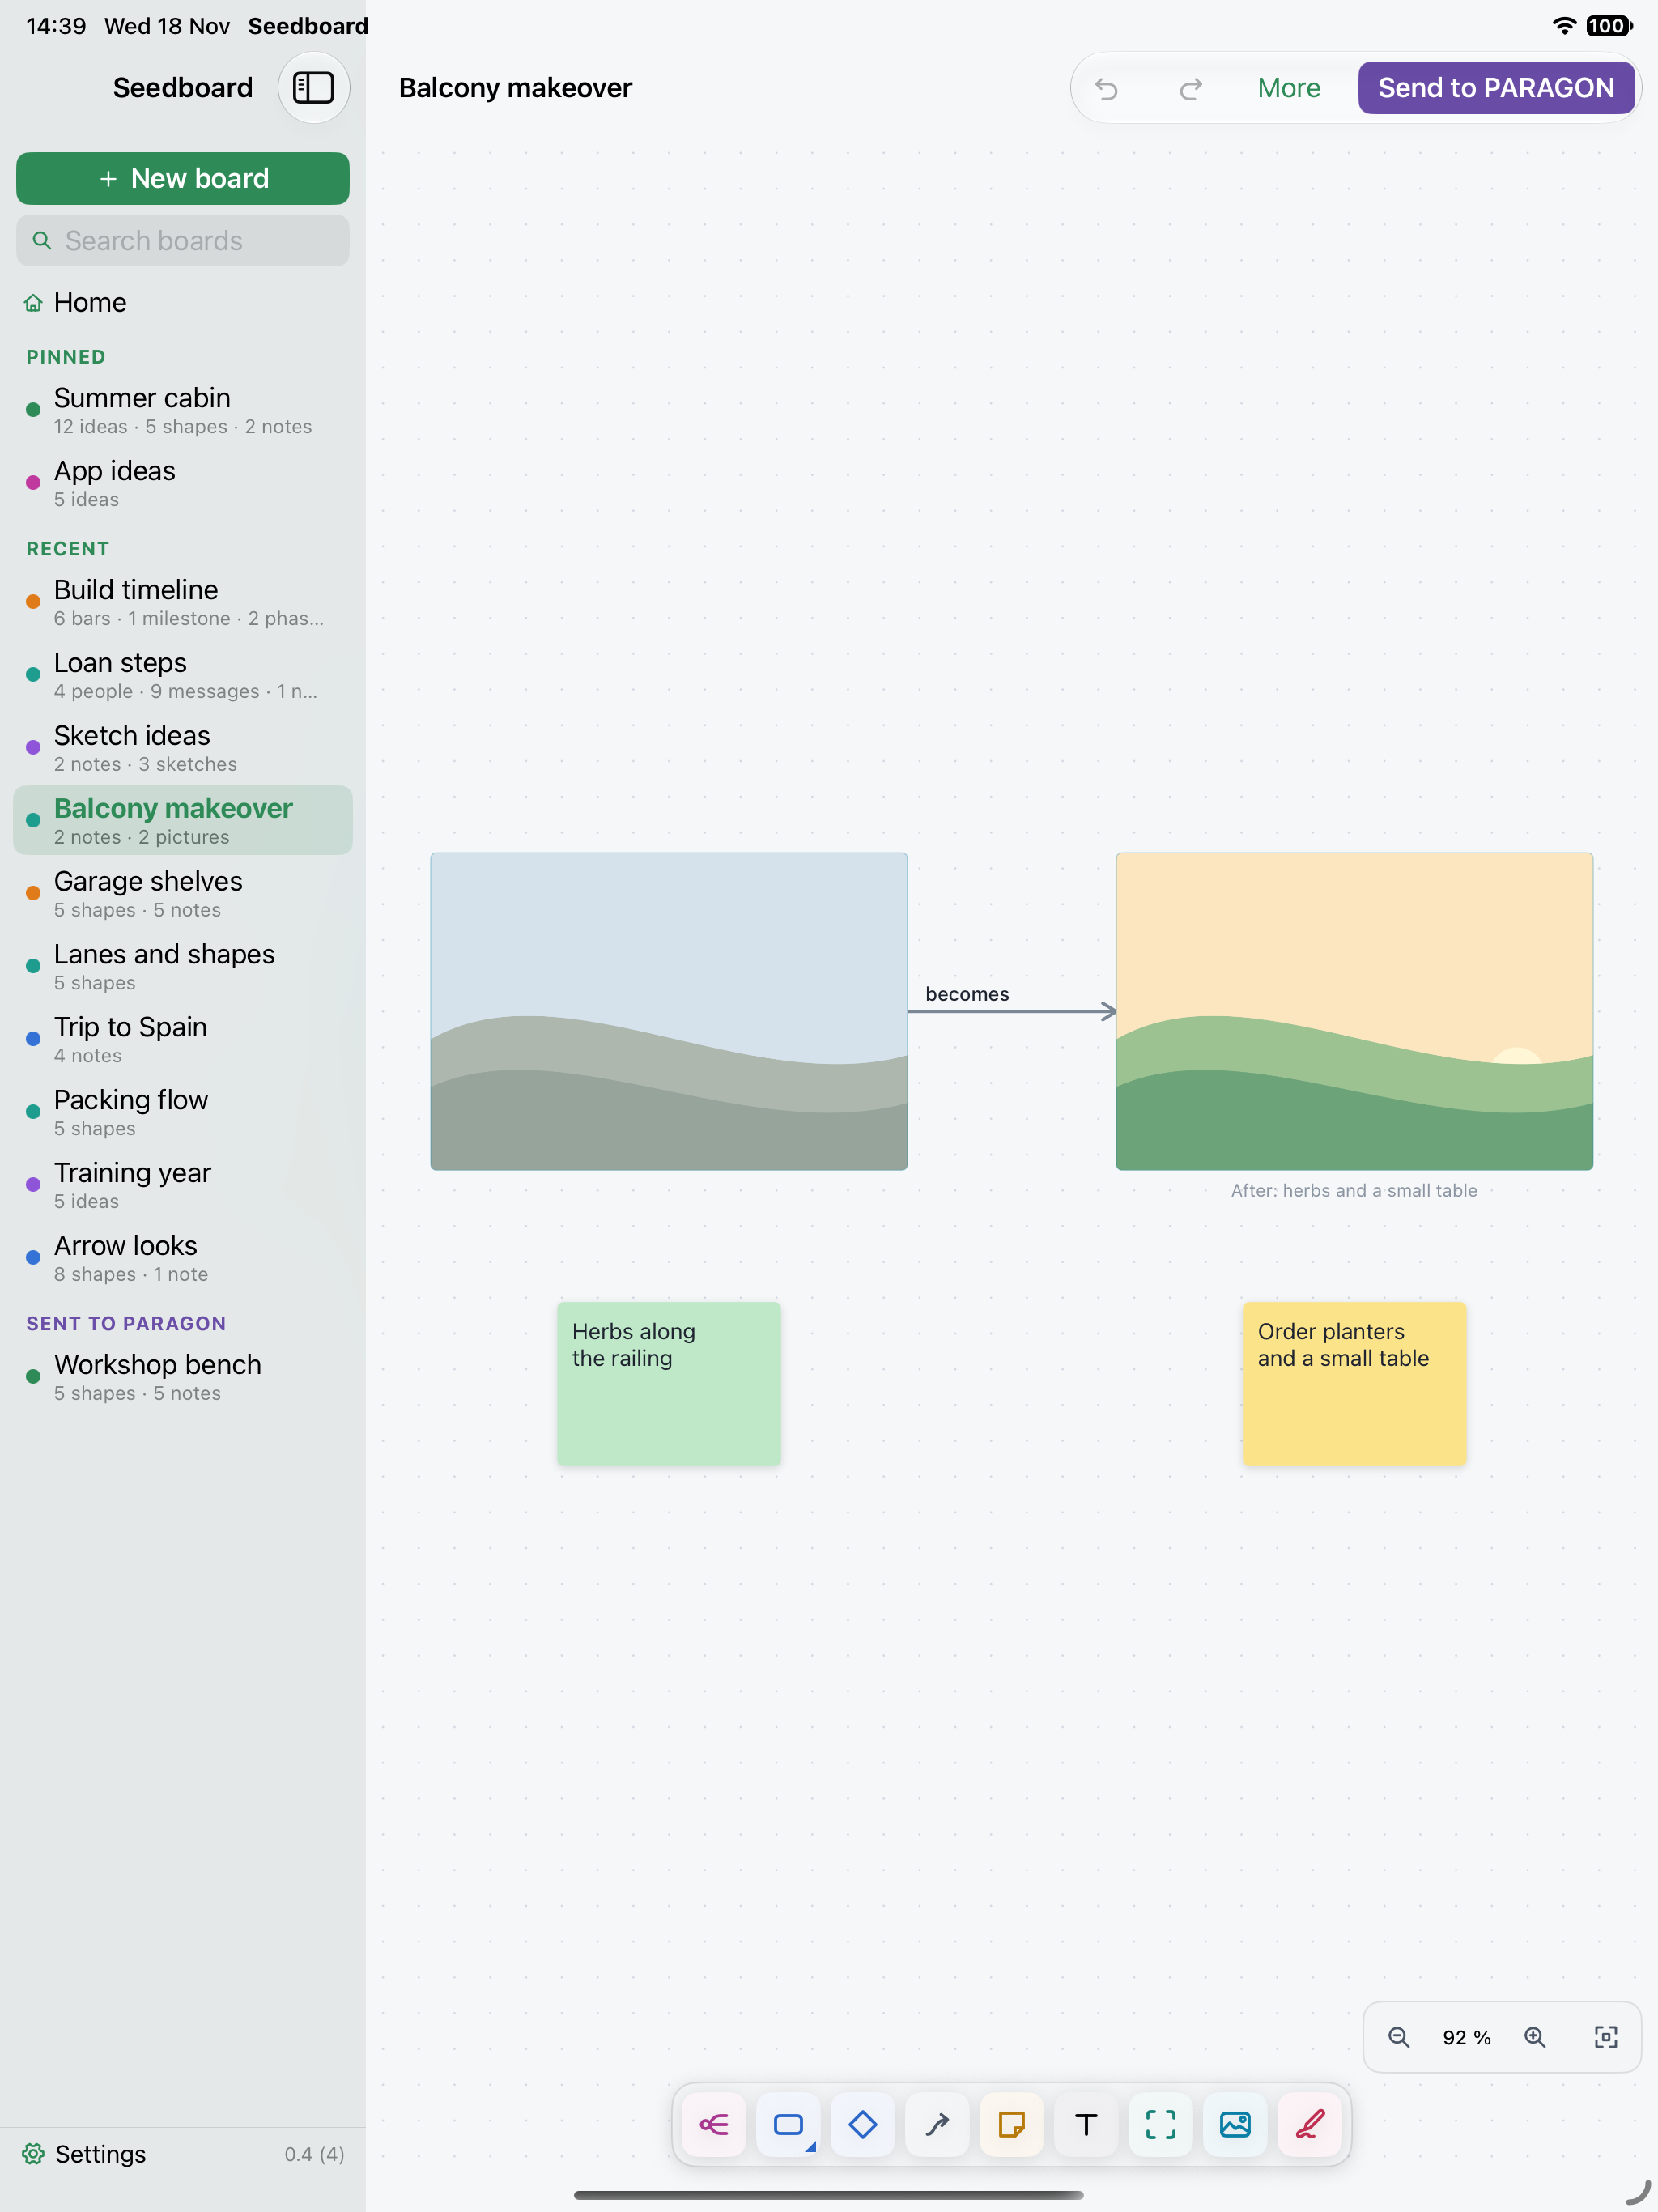 14:39 Wed 18 Nov Seedboard
100
Seedboard
Balcony makeover
More
Send to PARAGON
New board
Search boards
Home
PINNED
Summer cabin
12 ideas · 5 shapes · 2 notes
App ideas
5 ideas
RECENT
Build timeline
6 bars · 1 milestone · 2 phas...
Loan steps
4 people · 9 messages · 1 n...
Sketch ideas
2 notes · 3 sketches
Balcony makeover
2 notes · 2 pictures
Garage shelves
5 shapes · 5 notes
Lanes and shapes
5 shapes
Trip to Spain
4 notes
Packing flow
5 shapes
Training year
5 ideas
Arrow looks
8 shapes · 1 note
SENT TO PARAGON
Workshop bench
5 shapes · 5 notes
Settings
0.4 (4)
becomes
After: herbs and a small table
Herbs along
the railing
Order planters
and a small table
92 %
T